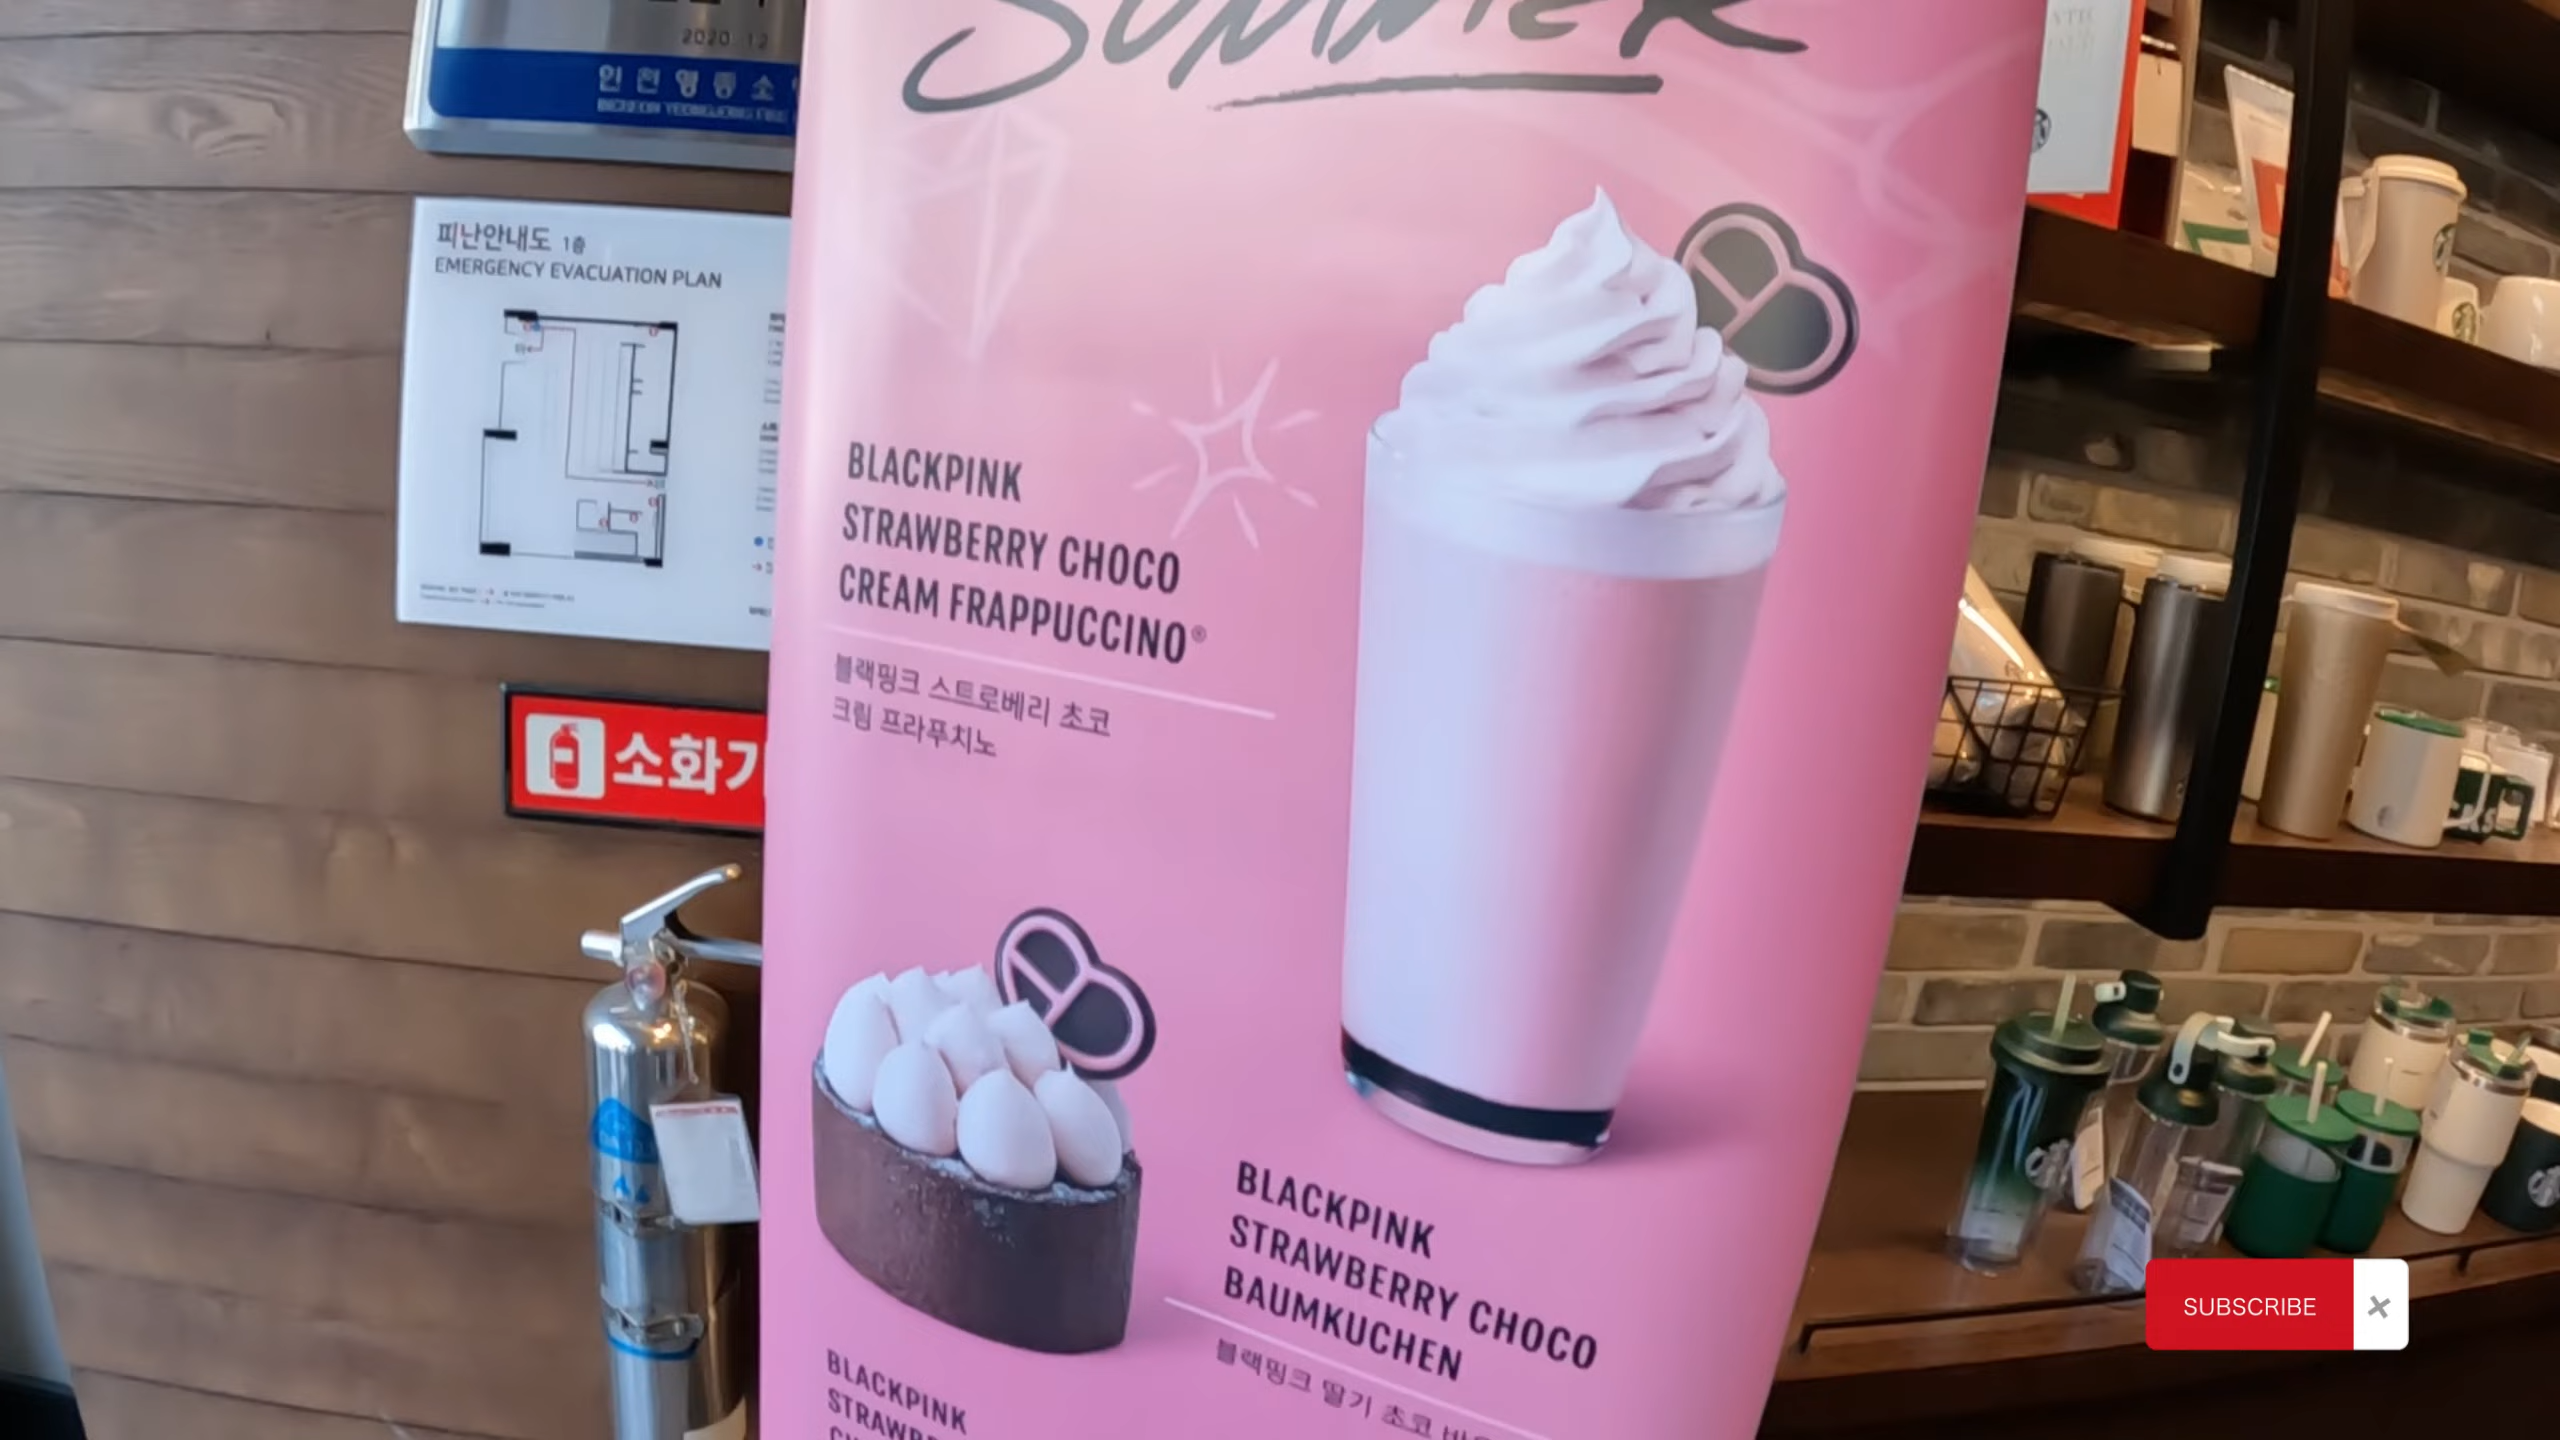 SUMMER
2020 12
인천영종소
피난안내도 1층
EMERGENCY EVACUATION PLAN
소화기
BLACKPINK
STRAWBERRY CHOCO
CREAM FRAPPUCCINO®
블랙핑크 스트로베리 초코
크림 프라푸치노
BLACKPINK
STRAWBERRY CHOCO
BAUMKUCHEN
블랙핑크 딸기 초코
BLACKPINK
SUBSCRIBE